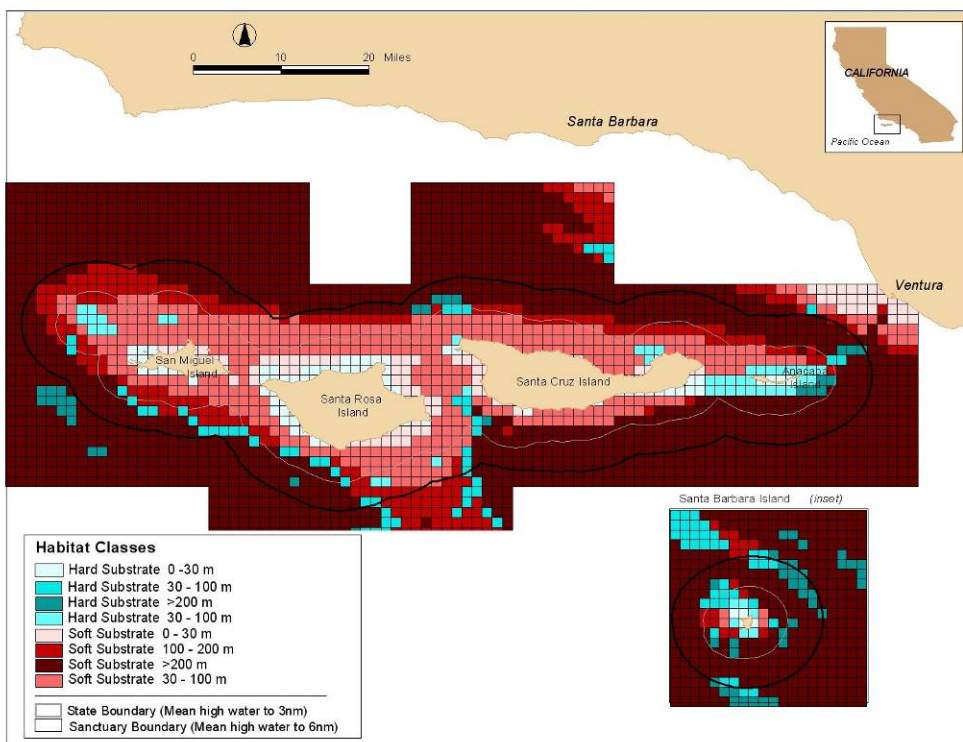 0 10 20 Miles
CALIFORNIA
Pacific Ocean
Santa Barbara
Ventura
San Miguel
Island
Santa Rosa
Island
Santa Cruz Island
Anacapa
Island
Santa Barbara Island (inset)
Habitat Classes
Hard Substrate 0 -30 m
Hard Substrate 30 - 100 m
Hard Substrate >200 m
Hard Substrate 30 - 100 m
Soft Substrate 0 - 30 m
Soft Substrate 100 - 200 m
Soft Substrate >200 m
Soft Substrate 30 - 100 m
State Boundary (Mean high water to 3nm)
Sanctuary Boundary (Mean high water to 6nm)